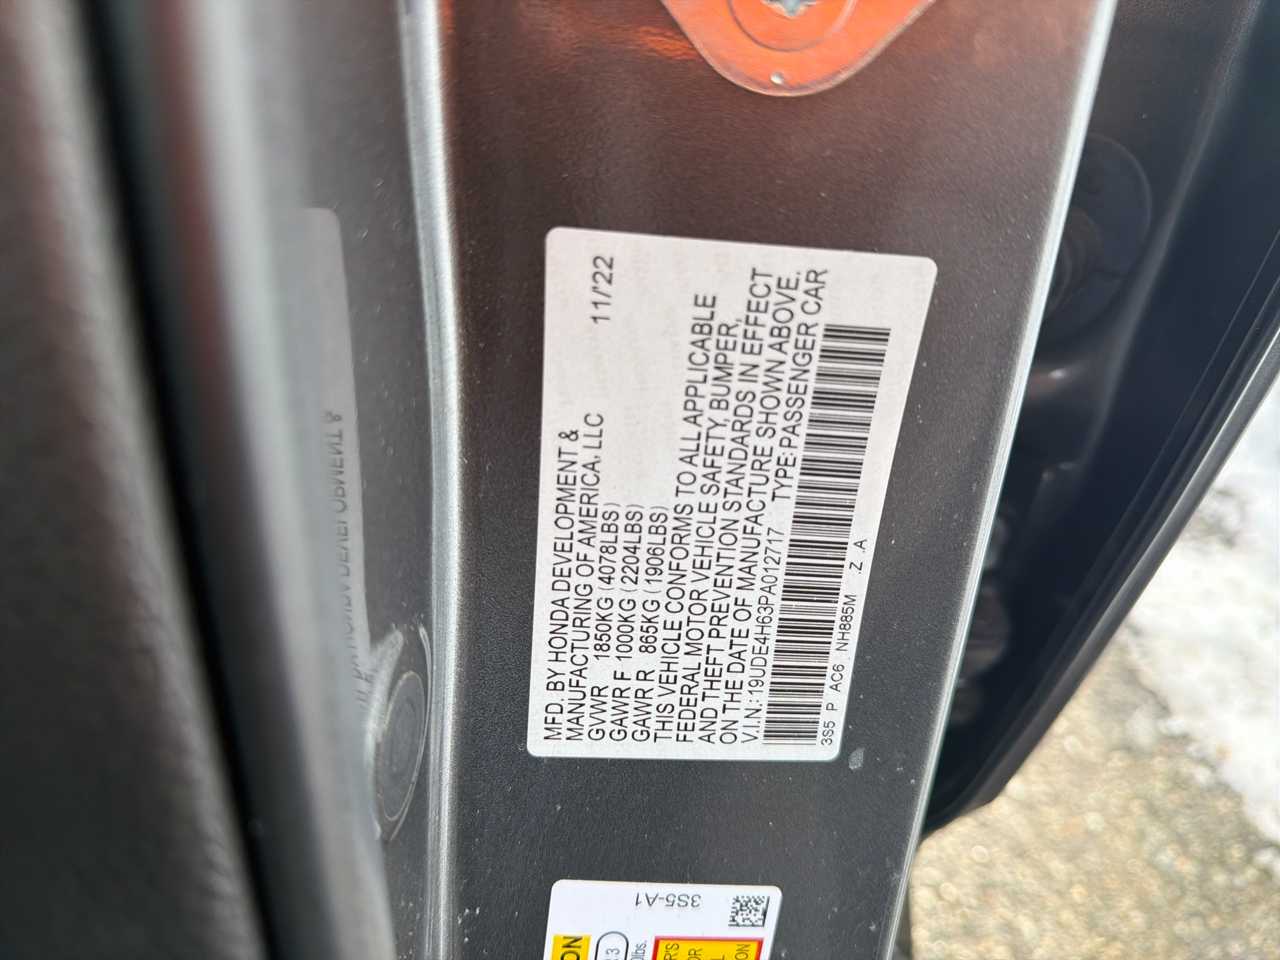 MFD. BY HONDA DEVELOPMENT &
MANUFACTURING OF AMERICA, LLC 11/'22
GVWR 1850KG (4078LBS)
GAWR F 1000KG (2204LBS)
GAWR R 865KG (1906LBS)
THIS VEHICLE CONFORMS TO ALL APPLICABLE
FEDERAL MOTOR VEHICLE SAFETY, BUMPER,
AND THEFT PREVENTION STANDARDS IN EFFECT
ON THE DATE OF MANUFACTURE SHOWN ABOVE.
V.I.N.: 19UDE4H63PA012717 TYPE: PASSENGER CAR
3S5 P AC6 NH885M .Z .A
3S5-A1